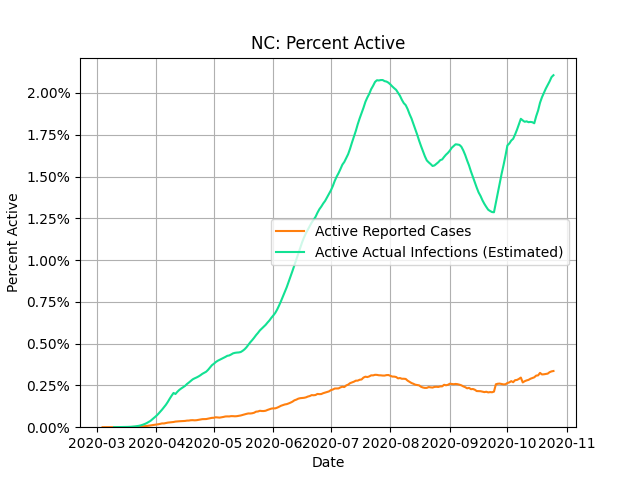 NC: Percent Active
Percent Active
2.00%
1.75%
1.50%
1.25%
1.00%
0.75%
0.50%
0.25%
0.00%
Active Reported Cases
Active Actual Infections (Estimated)
2020-03 2020-04 2020-05 2020-06 2020-07 2020-08 2020-09 2020-10 2020-11
Date